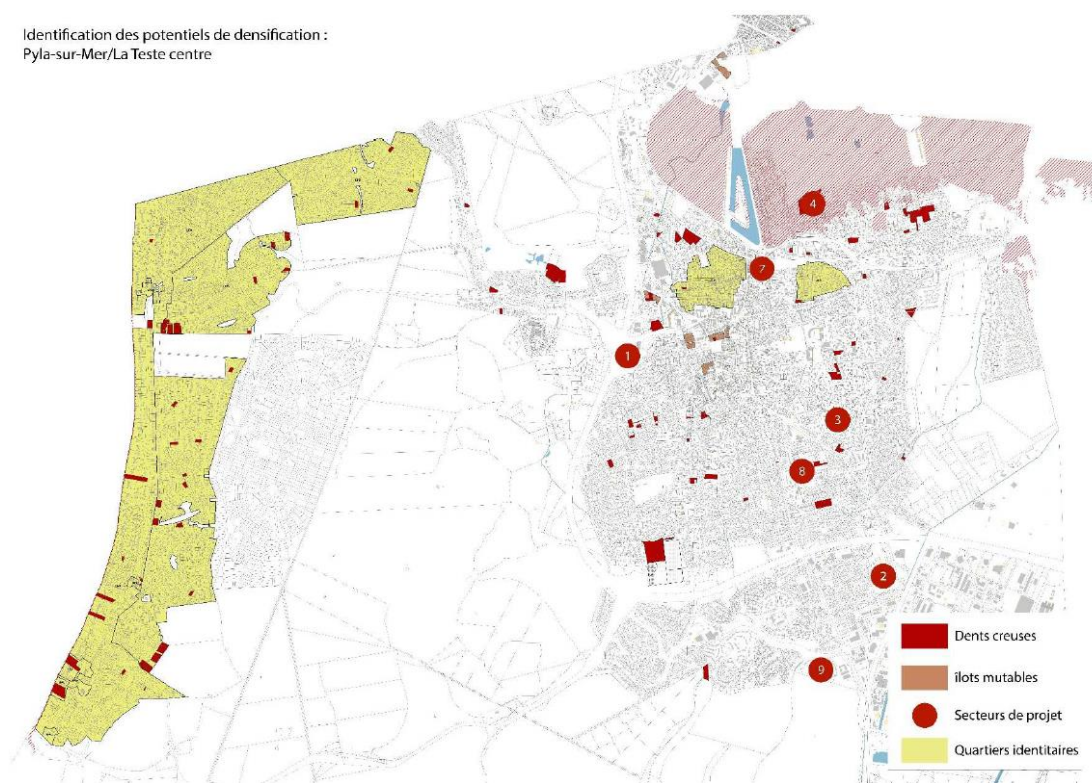 Identification des potentiels de densification :
Pyla-sur-Mer/La Teste centre
4
7
1
3
8
2
9
Dents creuses
îlots mutables
Secteurs de projet
Quartiers identitaires